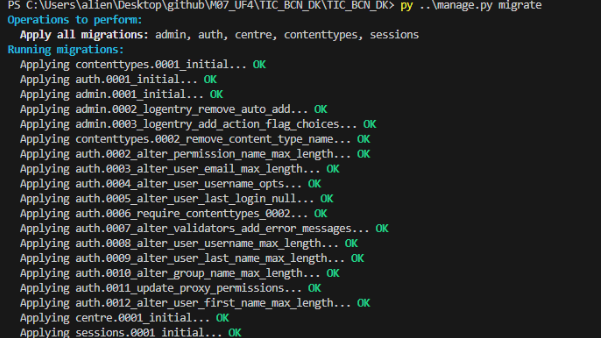 PS C:\Users\alien\Desktop\github\M07_UF4\TIC_BCN_DK\TIC_BCN_DK> py ..\manage.py migrate
Operations to perform:
Apply all migrations: admin, auth, centre, contenttypes, sessions
Running migrations:
Applying contenttypes.0001_initial... OK
Applying auth.0001_initial... OK
Applying admin.0001_initial... OK
Applying admin.0002_logentry_remove_auto_add... OK
Applying admin.0003_logentry_add_action_flag_choices... OK
Applying contenttypes.0002_remove_content_type_name... OK
Applying auth.0002_alter_permission_name_max_length... OK
Applying auth.0003_alter_user_email_max_length... OK
Applying auth.0004_alter_user_username_opts... OK
Applying auth.0005_alter_user_last_login_null... OK
Applying auth.0006_require_contenttypes_0002... OK
Applying auth.0007_alter_validators_add_error_messages... OK
Applying auth.0008_alter_user_username_max_length... OK
Applying auth.0009_alter_user_last_name_max_length... OK
Applying auth.0010_alter_group_name_max_length... OK
Applying auth.0011_update_proxy_permissions... OK
Applying auth.0012_alter_user_first_name_max_length... OK
Applying centre.0001_initial... OK
Applying sessions.0001_initial... OK